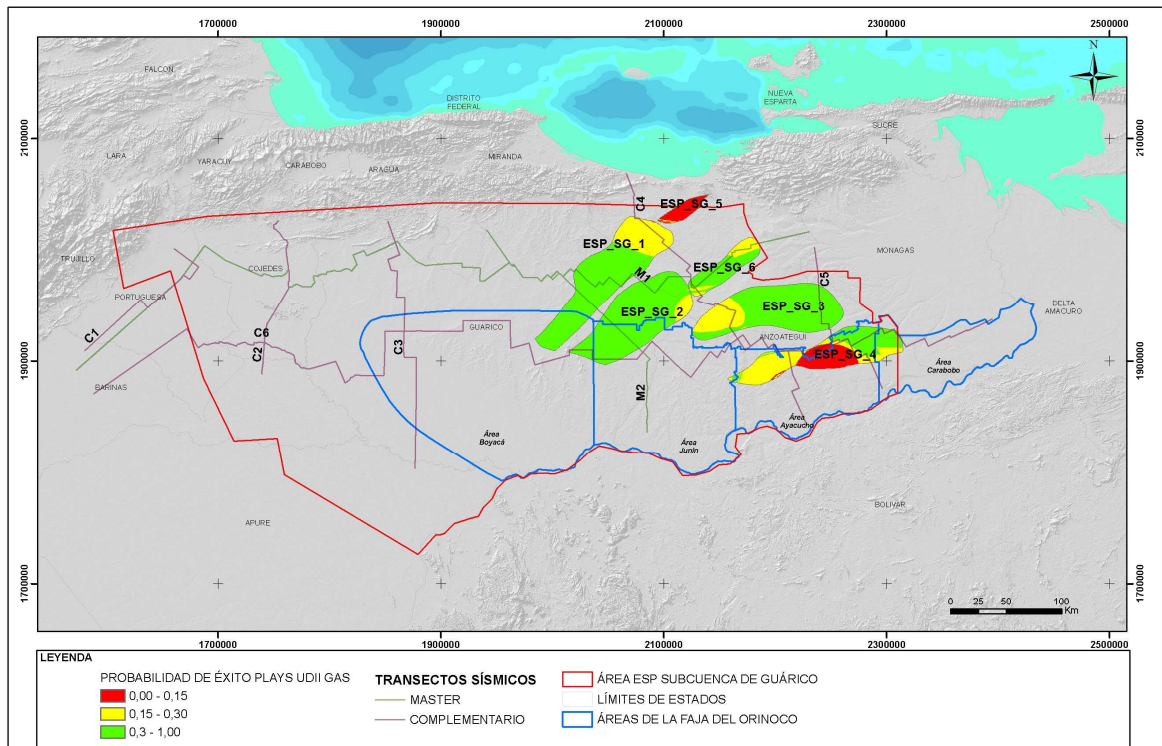 1700000 1900000 2100000 2300000 2500000
N
FALCON
DISTRITO
FEDERAL
NUEVA
ESPARTA
SUCRE
2100000 2100000
LARA
YARACUY
CARABOBO
ARAGUA
MIRANDA
C4
ESP_SG_5
TRUJILLO
ESP_SG_1
MONAGAS
COJEDES
M1
ESP_SG_6
C5
PORTUGUESA
ESP_SG_2
ESP_SG_3
DELTA
AMACURO
C1
C6
C2
C3
GUARICO
ANZOATEGUI
ESP_SG_4
1900000 1900000
Área
Carabobo
BARINAS
M2
Área
Boyacá
Área
Junín
Área
Ayacucho
BOLIVAR
APURE
1700000 1700000
0 25 50 100
Km
1700000 1900000 2100000 2300000 2500000
LEYENDA
PROBABILIDAD DE ÉXITO PLAYS UDII GAS
0,00 - 0,15
0,15 - 0,30
0,3 - 1,00
TRANSECTOS SÍSMICOS
MASTER
COMPLEMENTARIO
ÁREA ESP SUBCUENCA DE GUÁRICO
LÍMITES DE ESTADOS
ÁREAS DE LA FAJA DEL ORINOCO